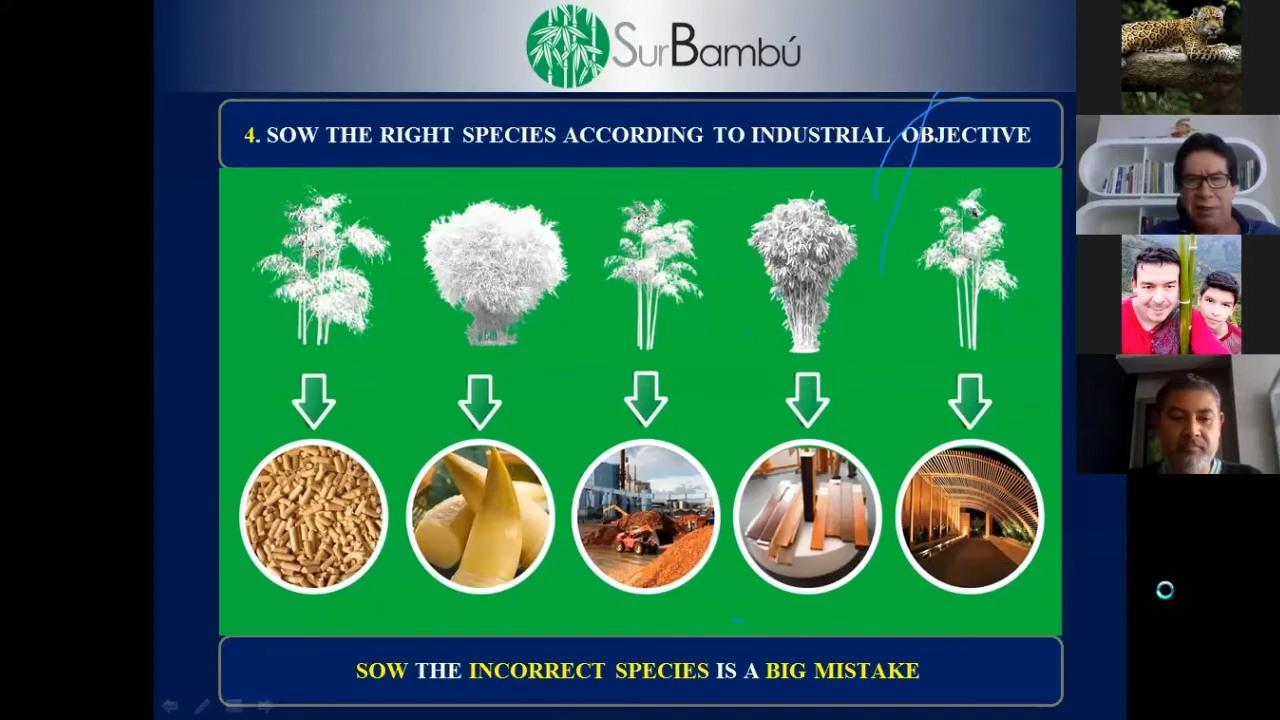 SurBambú
4. SOW THE RIGHT SPECIES ACCORDING TO INDUSTRIAL OBJECTIVE
SOW THE INCORRECT SPECIES IS A BIG MISTAKE